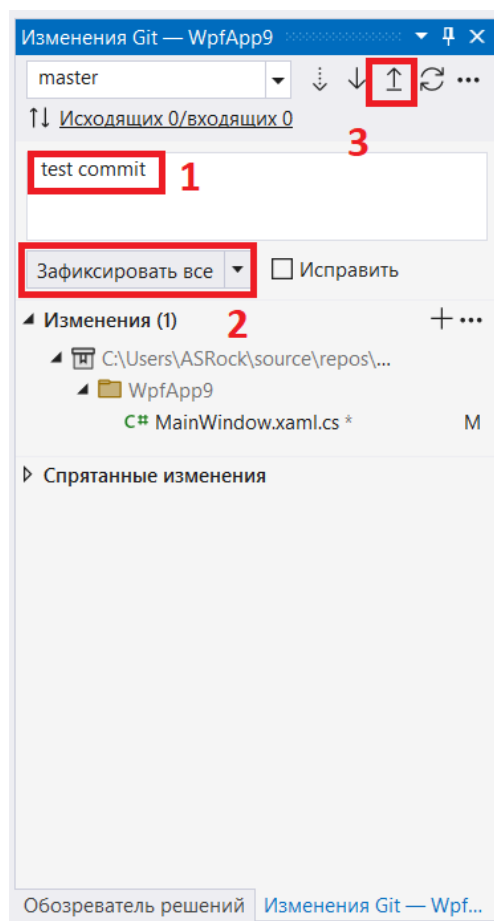 Изменения Git — WpfApp9
master
3
Исходящих 0/входящих 0
test commit
1
Зафиксировать все
Исправить
Изменения (1)
2
C:\Users\ASRock\source\repos\...
WpfApp9
C# MainWindow.xaml.cs *
M
Спрятанные изменения
Обозреватель решений
Изменения Git — Wpf...